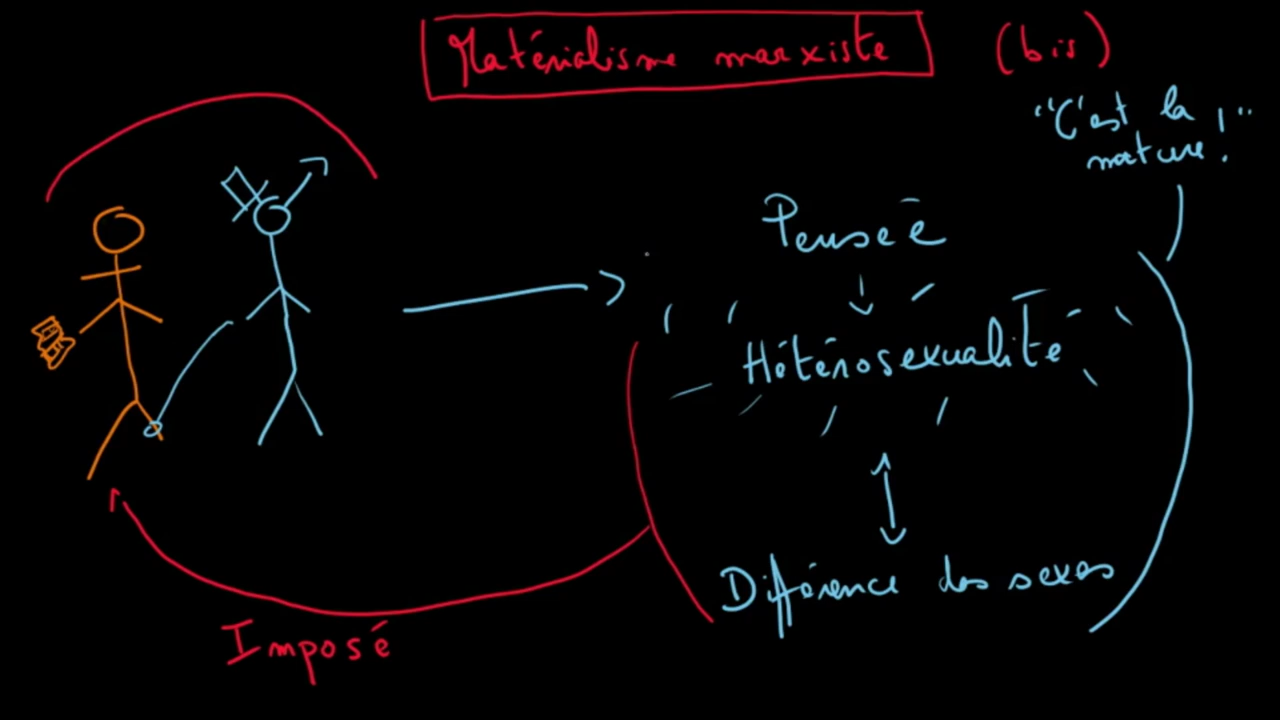 Matérialisme marxiste (bis)
"C'est la
nature!"
Pensée
Hétérosexualité
Différence des sexes
Imposé